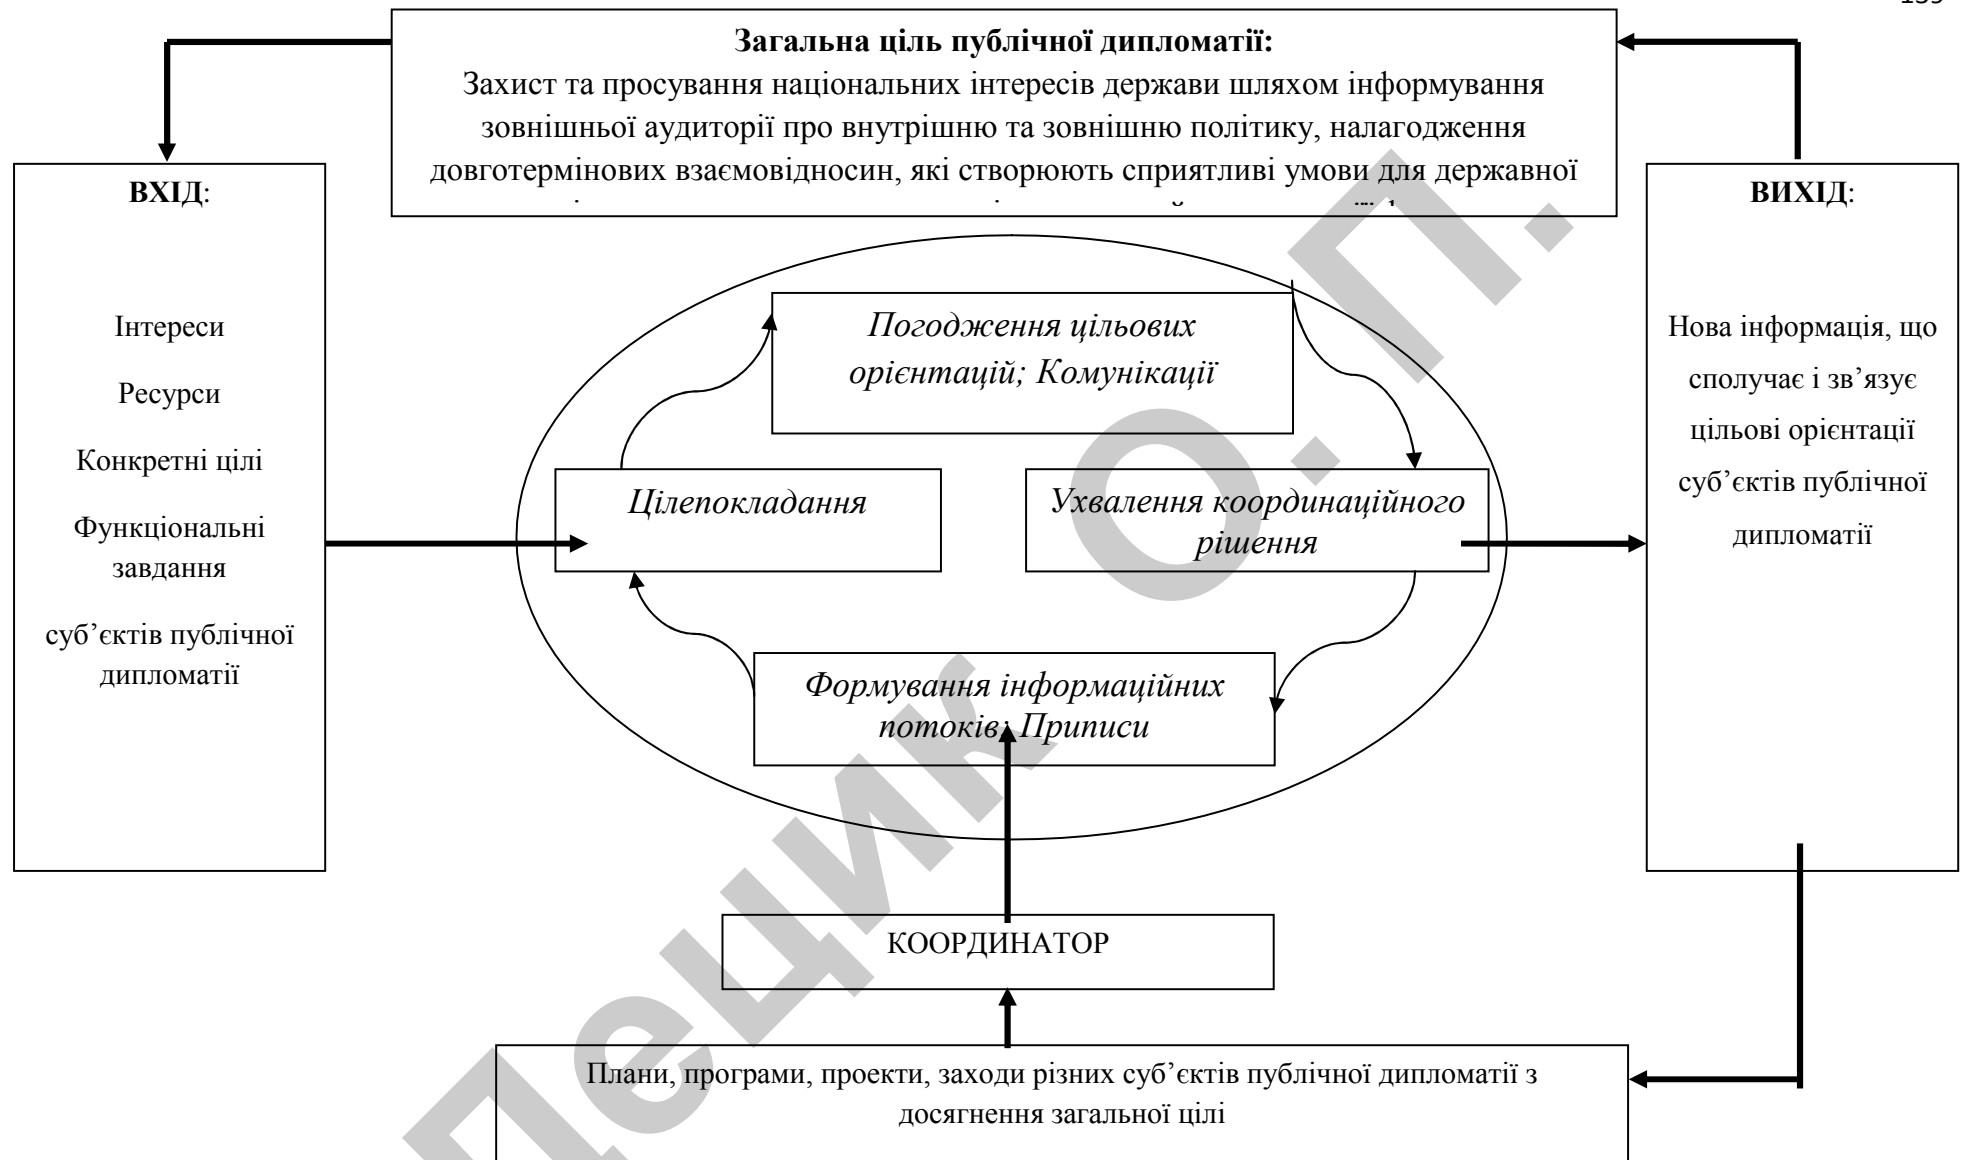 Загальна ціль публічної дипломатії:
Захист та просування національних інтересів держави шляхом інформування
зовнішньої аудиторії про внутрішню та зовнішню політику, налагодження
довготермінових взаємовідносин, які створюють сприятливі умови для державної
ВХІД:
Інтереси
Ресурси
Конкретні цілі
Функціональні
завдання
суб’єктів публічної
дипломатії
Погодження цільових
орієнтацій; Комунікації
Цілепокладання
Ухвалення координаційного
рішення
Формування інформаційних
потоків; Приписи
ВИХІД:
Нова інформація, що
сполучає і зв’язує
цільові орієнтації
суб’єктів публічної
дипломатії
КООРДИНАТОР
Плани, програми, проекти, заходи різних суб’єктів публічної дипломатії з
досягнення загальної цілі
О. П.